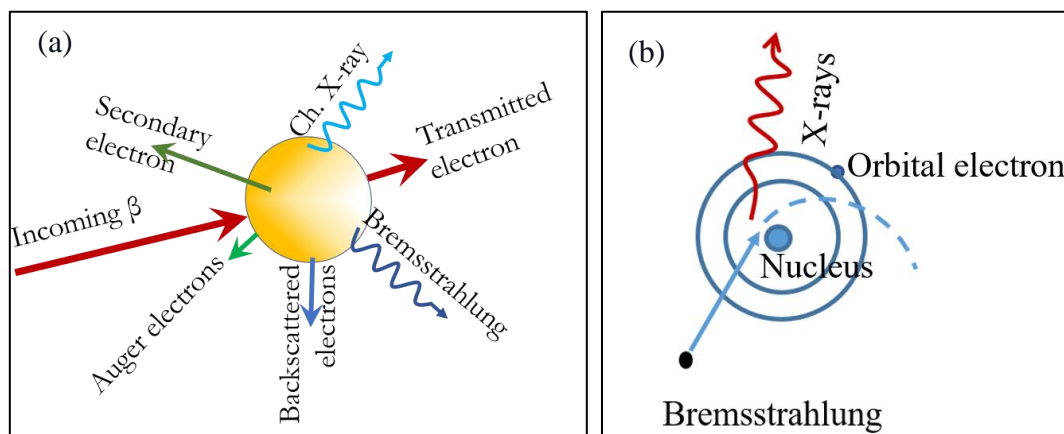 (a)
Ch. X-ray
Secondary
electron
Transmitted
electron
Incoming β
Bremsstrahlung
Auger electrons
Backscattered
electrons
(b)
X-rays
Orbital electron
Nucleus
Bremsstrahlung